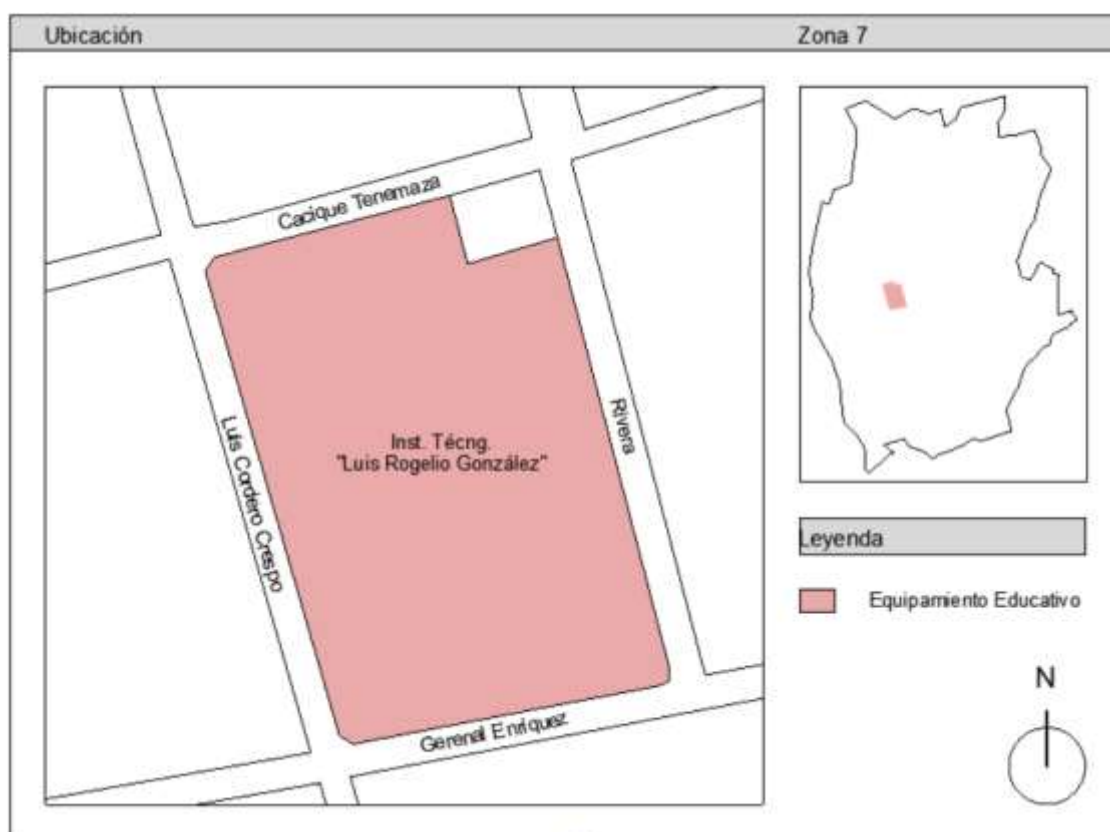 Ubicación
Zona 7
Cacique Tenemaza
Rivera
Inst. Técng.
"Luis Rogelio González"
Luis Cordero Crespo
Gerenal Enríquez
Leyenda
Equipamiento Educativo
N